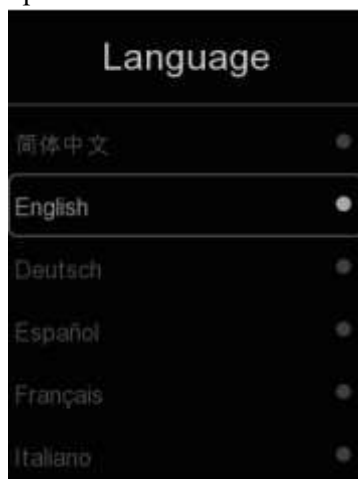 Language
简体中文
English
Deutsch
Español
Français
Italiano